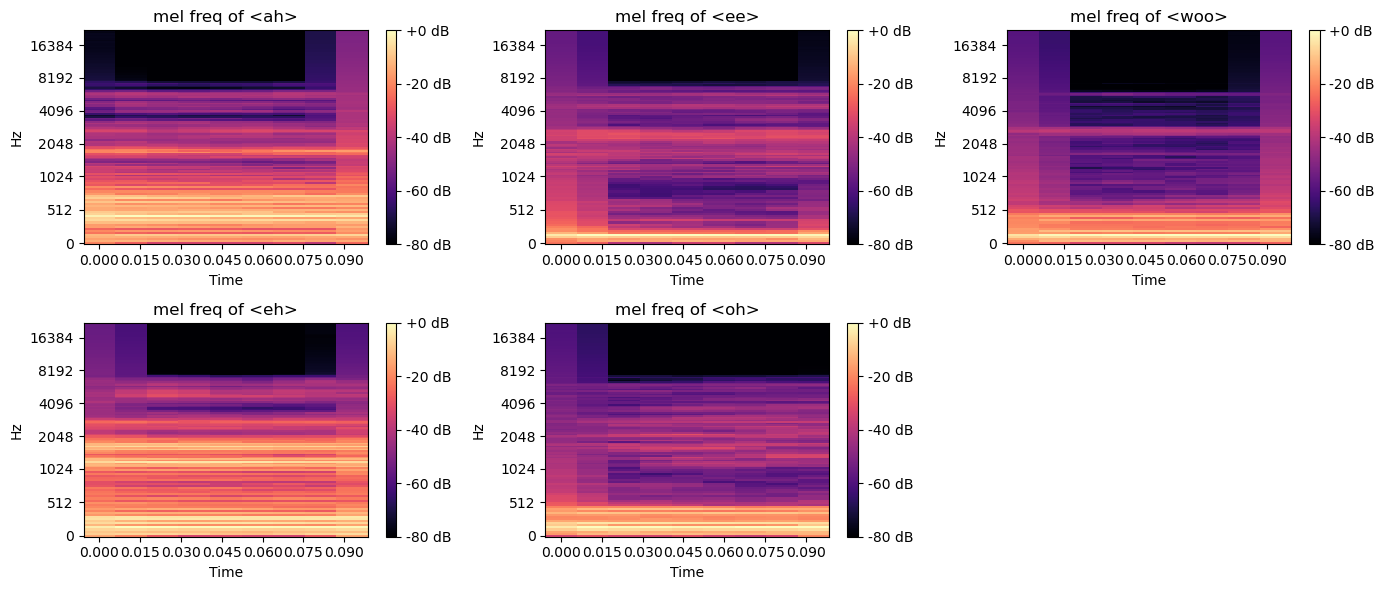 mel freq of <ah>
Hz
16384
8192
4096
2048
1024
512
0
0.000 0.015 0.030 0.045 0.060 0.075 0.090
Time
+0 dB
-20 dB
-40 dB
-60 dB
-80 dB
mel freq of <ee>
Hz
16384
8192
4096
2048
1024
512
0
0.000 0.015 0.030 0.045 0.060 0.075 0.090
Time
+0 dB
-20 dB
-40 dB
-60 dB
-80 dB
mel freq of <woo>
Hz
16384
8192
4096
2048
1024
512
0
0.000 0.015 0.030 0.045 0.060 0.075 0.090
Time
+0 dB
-20 dB
-40 dB
-60 dB
-80 dB
mel freq of <eh>
Hz
16384
8192
4096
2048
1024
512
0
0.000 0.015 0.030 0.045 0.060 0.075 0.090
Time
+0 dB
-20 dB
-40 dB
-60 dB
-80 dB
mel freq of <oh>
Hz
16384
8192
4096
2048
1024
512
0
0.000 0.015 0.030 0.045 0.060 0.075 0.090
Time
+0 dB
-20 dB
-40 dB
-60 dB
-80 dB